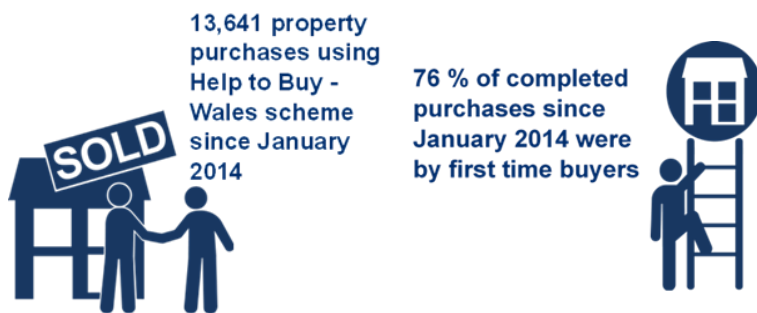 13,641 property
purchases using
Help to Buy -
Wales scheme
since January
2014
SOLD
76 % of completed
purchases since
January 2014 were
by first time buyers